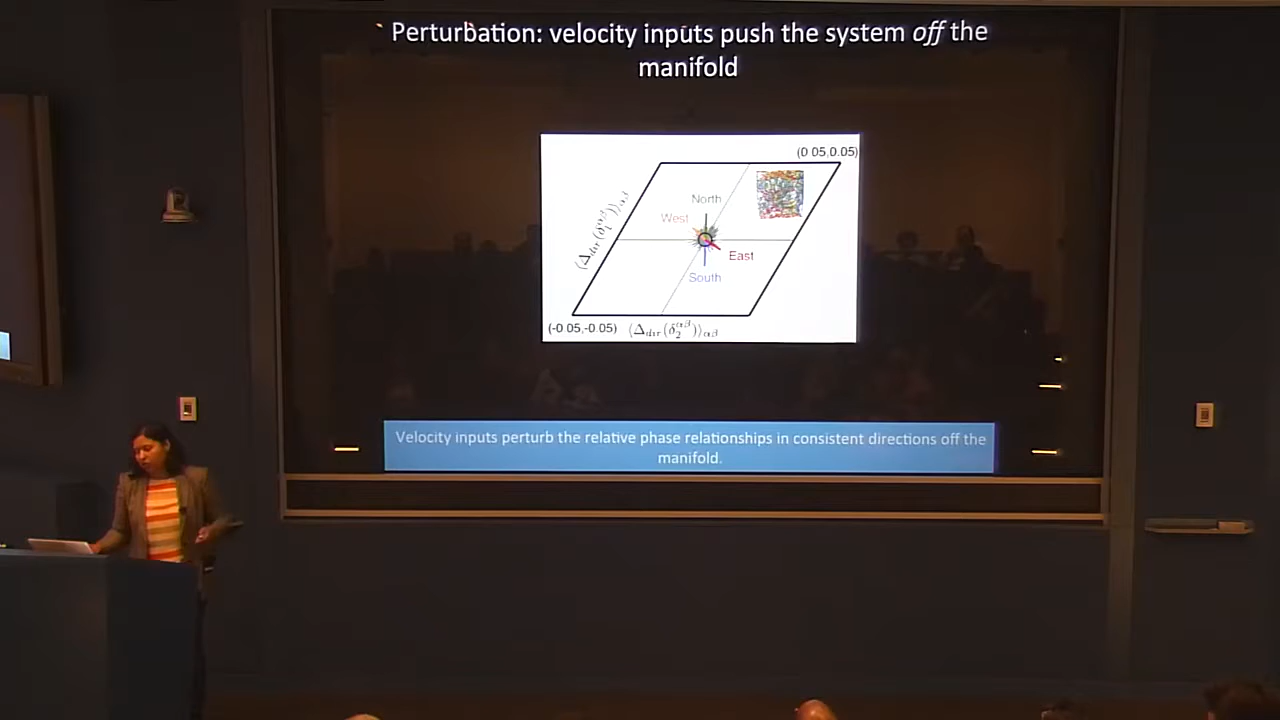 Perturbation: velocity inputs push the system off the
manifold
(0 05,0.05)
North
West
East
South
(-0 05,-0.05)
Velocity inputs perturb the relative phase relationships in consistent directions off the
manifold.